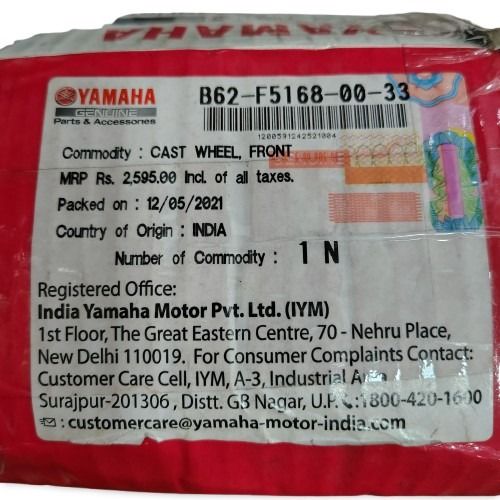 YAMAHA
YAMAHA
GENUINE
Parts & Accessories
B62-F5168-00-33
1200591242521004
Commodity : CAST WHEEL, FRONT
MRP Rs. 2,595.00 Incl. of all taxes.
Packed on : 12/05/2021
Country of Origin : INDIA
Number of Commodity : 1 N
Registered Office:
India Yamaha Motor Pvt. Ltd. (IYM)
1st Floor, The Great Eastern Centre, 70 - Nehru Place,
New Delhi 110019. For Consumer Complaints Contact:
Customer Care Cell, IYM, A-3, Industrial Area
Surajpur-201306 , Distt. GB Nagar, U.P. :1800-420-1600
: customercare@yamaha-motor-india.com